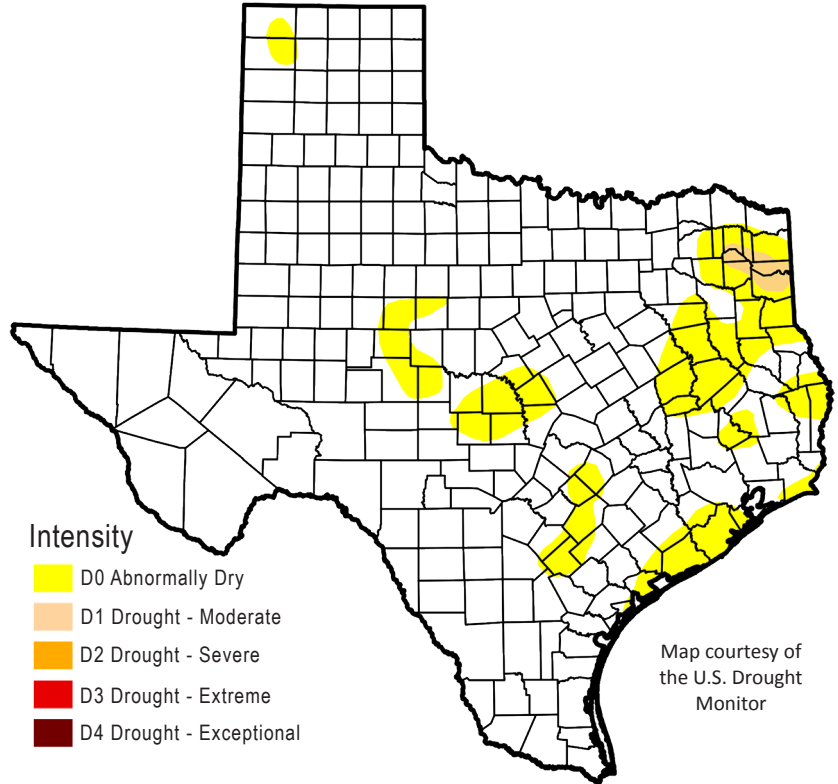 Intensity
D0 Abnormally Dry
D1 Drought - Moderate
D2 Drought - Severe
D3 Drought - Extreme
D4 Drought - Exceptional
Map courtesy of
the U.S. Drought
Monitor